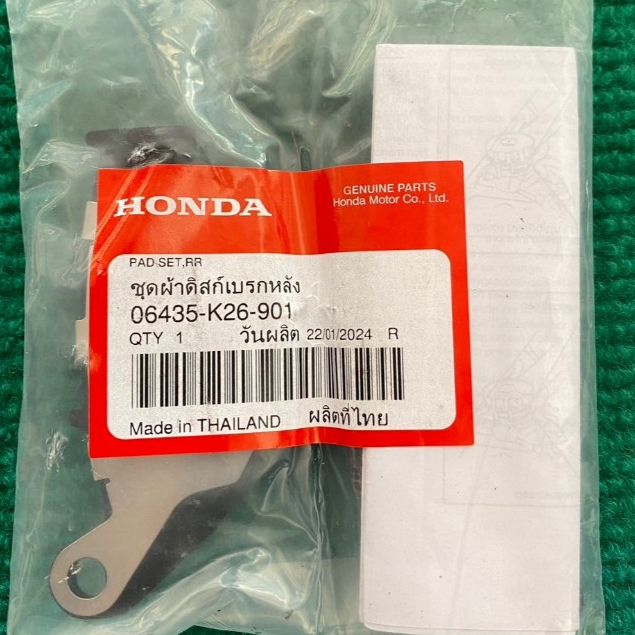 HONDA
GENUINE PARTS
Honda Motor Co., Ltd.
PAD SET,RR
ชุดผ้าดิสก์เบรกหลัง
06435-K26-901
QTY 1 วันผลิต 22/01/2024 R
Made in THAILAND ผลิตที่ไทย